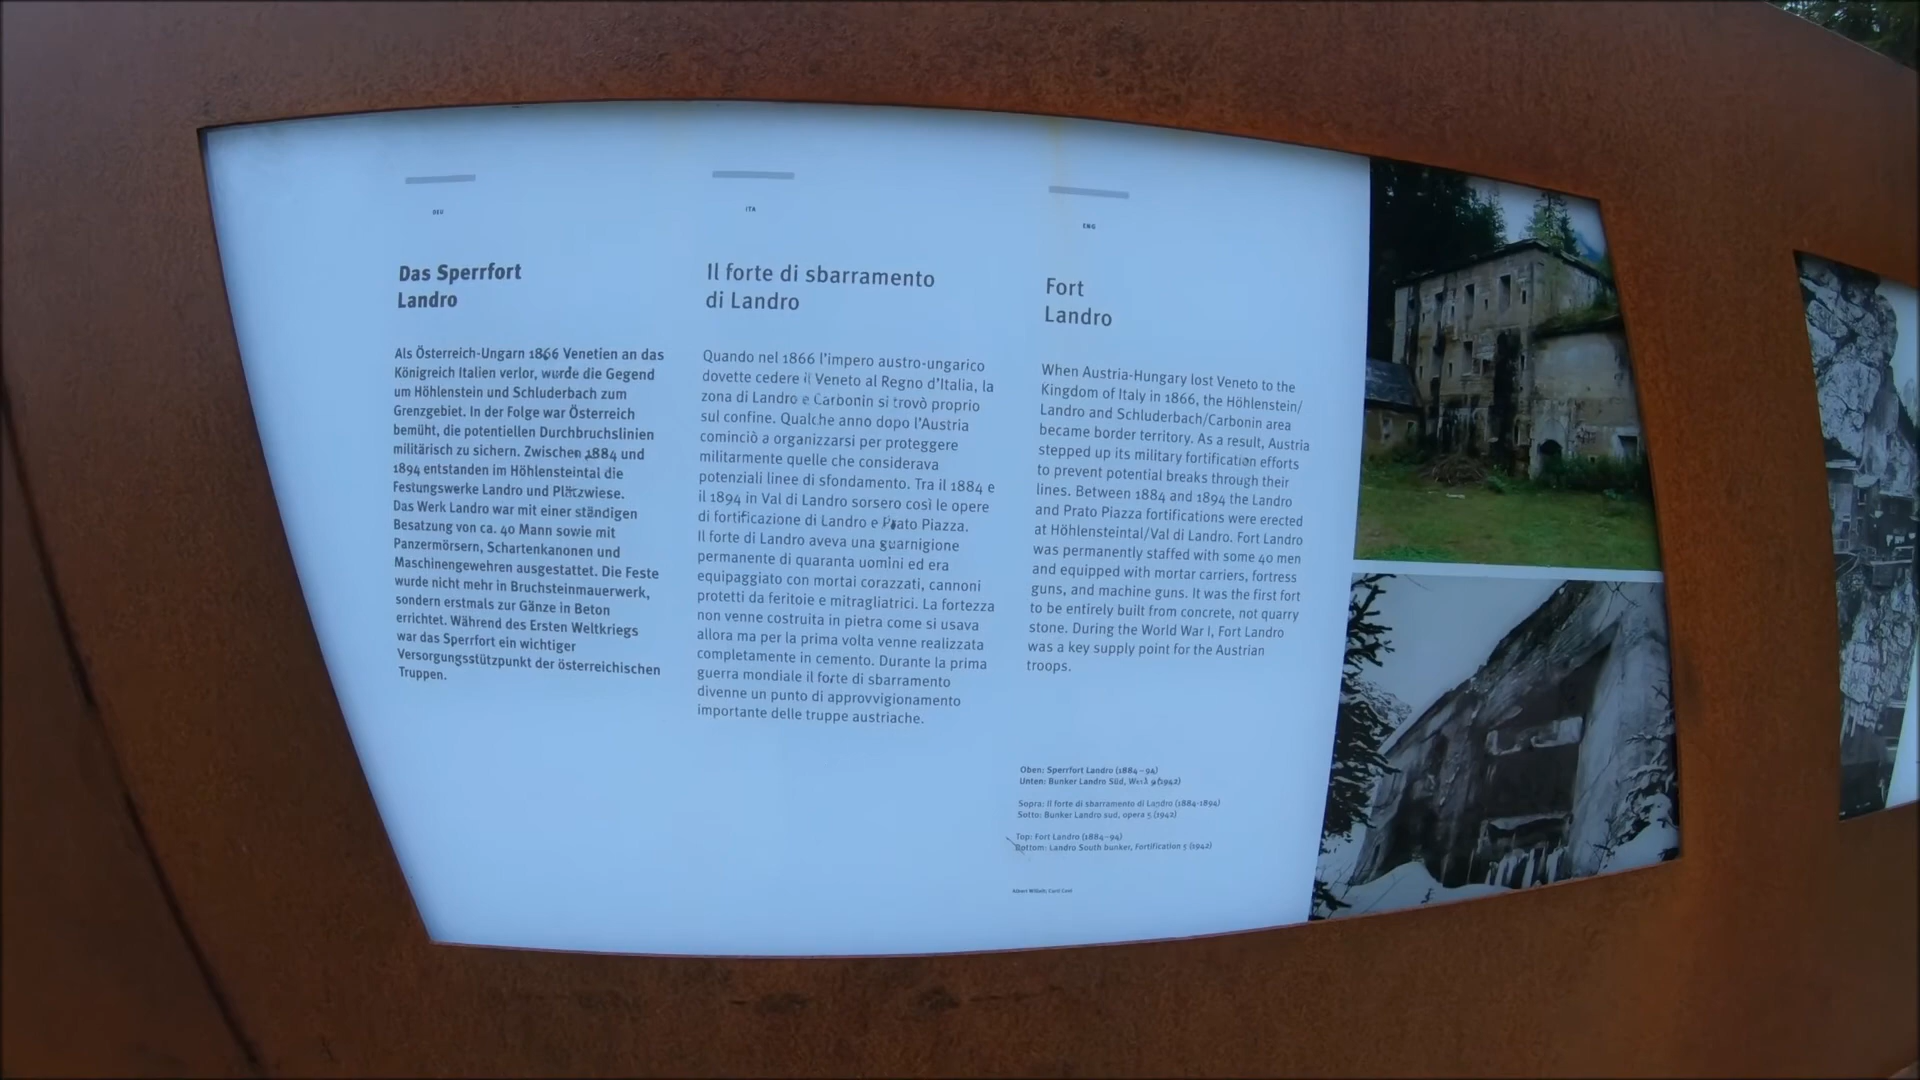 DEU
Das Sperrfort
Landro
Als Österreich-Ungarn 1866 Venetien an das
Königreich Italien verlor, wurde die Gegend
um Höhlenstein und Schluderbach zum
Grenzgebiet. In der Folge war Österreich
bemüht, die potentiellen Durchbruchslinien
militärisch zu sichern. Zwischen 1884 und
1894 entstanden im Höhlensteintal die
Festungswerke Landro und Plätzwiese.
Das Werk Landro war mit einer ständigen
Besatzung von ca. 40 Mann sowie mit
Panzermörsern, Schartenkanonen und
Maschinengewehren ausgestattet. Die Feste
wurde nicht mehr in Bruchsteinmauerwerk,
sondern erstmals zur Gänze in Beton
errichtet. Während des Ersten Weltkriegs
war das Sperrfort ein wichtiger
Versorgungsstützpunkt der österreichischen
Truppen.
ITA
Il forte di sbarramento
di Landro
Quando nel 1866 l'impero austro-ungarico
dovette cedere il Veneto al Regno d'Italia, la
zona di Landro e Carbonin si trovò proprio
sul confine. Qualche anno dopo l'Austria
cominciò a organizzarsi per proteggere
militarmente quelle che considerava
potenziali linee di sfondamento. Tra il 1884 e
il 1894 in Val di Landro sorsero così le opere
di fortificazione di Landro e Prato Piazza.
Il forte di Landro aveva una guarnigione
permanente di quaranta uomini ed era
equipaggiato con mortai corazzati, cannoni
protetti da feritoie e mitragliatrici. La fortezza
non venne costruita in pietra come si usava
allora ma per la prima volta venne realizzata
completamente in cemento. Durante la prima
guerra mondiale il forte di sbarramento
divenne un punto di approvvigionamento
importante delle truppe austriache.
ENG
Fort
Landro
When Austria-Hungary lost Veneto to the
Kingdom of Italy in 1866, the Höhlenstein/
Landro and Schluderbach/Carbonin area
became border territory. As a result, Austria
stepped up its military fortification efforts
to prevent potential breaks through their
lines. Between 1884 and 1894 the Landro
and Prato Piazza fortifications were erected
at Höhlensteintal/Val di Landro. Fort Landro
was permanently staffed with some 40 men
and equipped with mortar carriers, fortress
guns, and machine guns. It was the first fort
to be entirely built from concrete, not quarry
stone. During the World War I, Fort Landro
was a key supply point for the Austrian
troops.
Oben: Sperrfort Landro (1884–94)
Unten: Bunker Landro Süd, Werk (1942)
Sopra: Il forte di sbarramento di Landro (1884-1894)
Sotto: Bunker Landro sud, opera 5 (1942)
Top: Fort Landro (1884–94)
Bottom: Landro South bunker, Fortification 5 (1942)